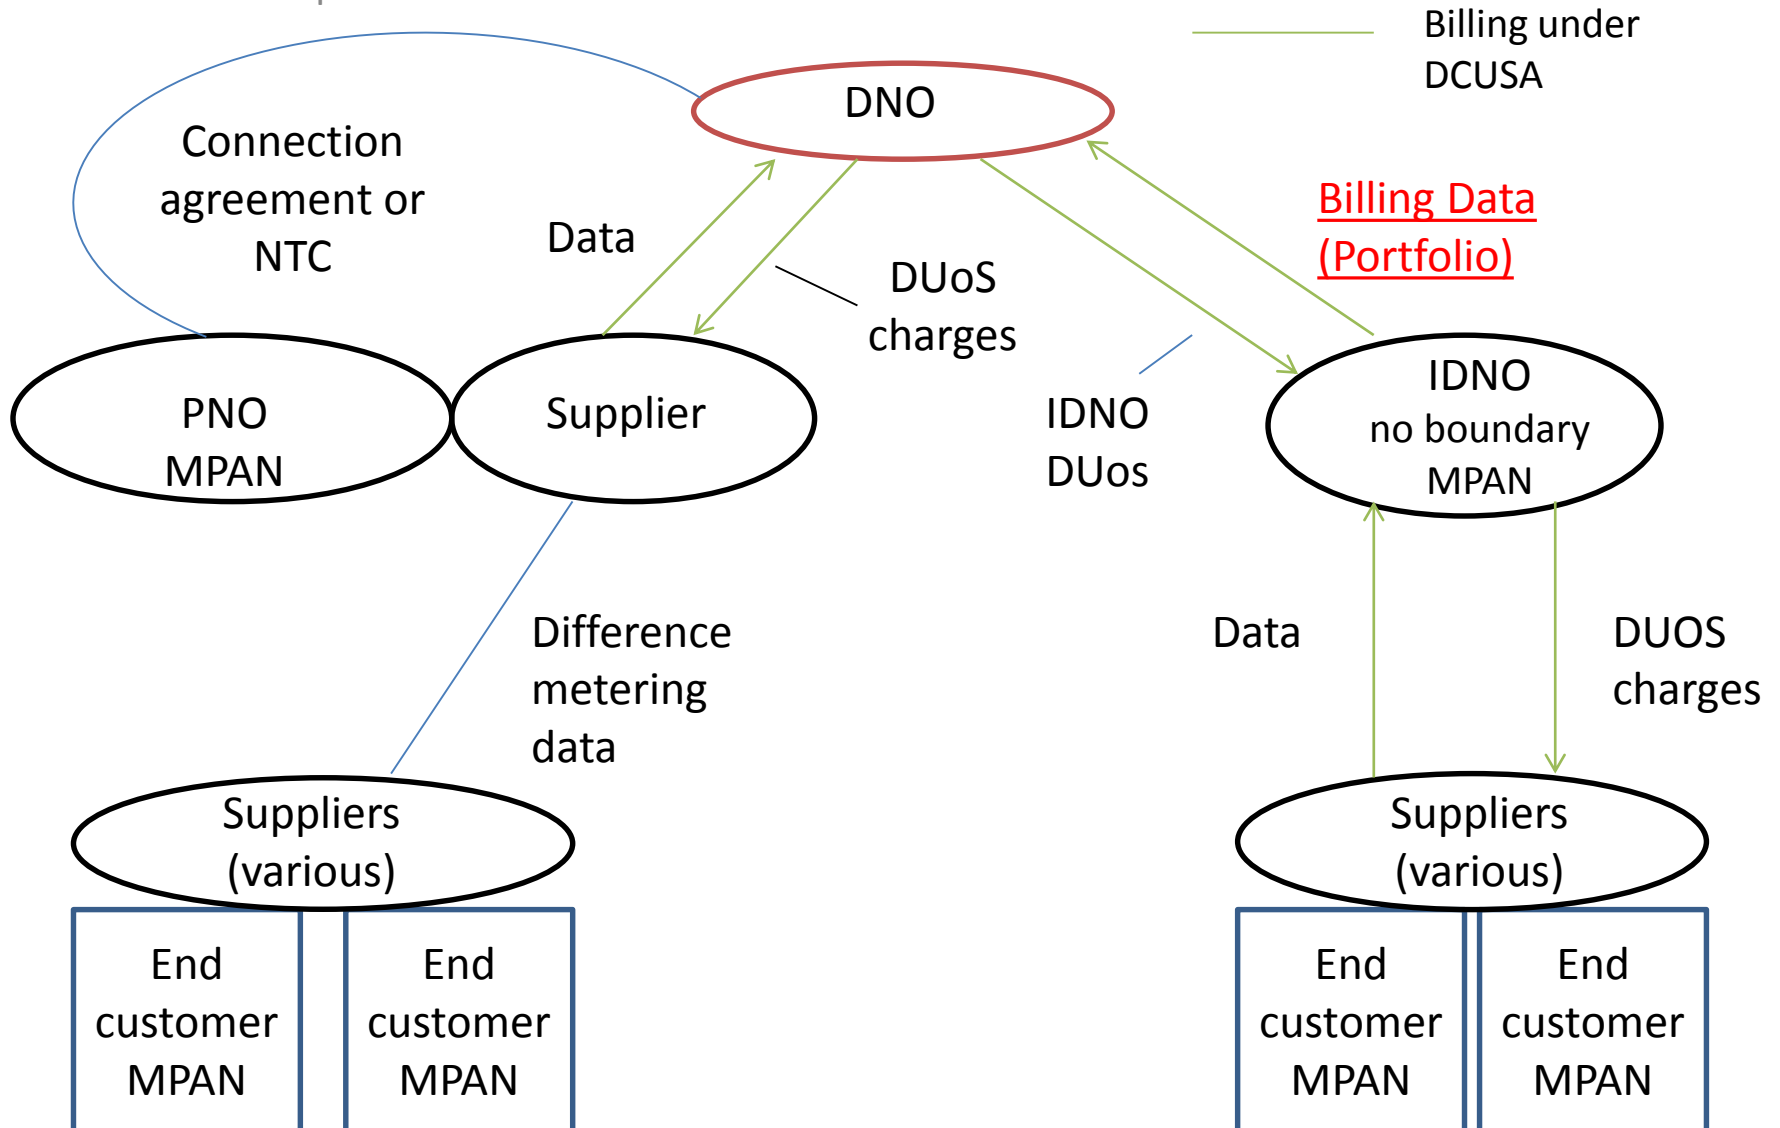 Billing under
DCUSA
DNO
Connection
agreement or
NTC
Data
DUoS
charges
Billing Data
(Portfolio)
PNO
MPAN
Supplier
IDNO
DUos
IDNO
no boundary
MPAN
Difference
metering
data
Data
DUOS
charges
Suppliers
(various)
Suppliers
(various)
End
customer
MPAN
End
customer
MPAN
End
customer
MPAN
End
customer
MPAN